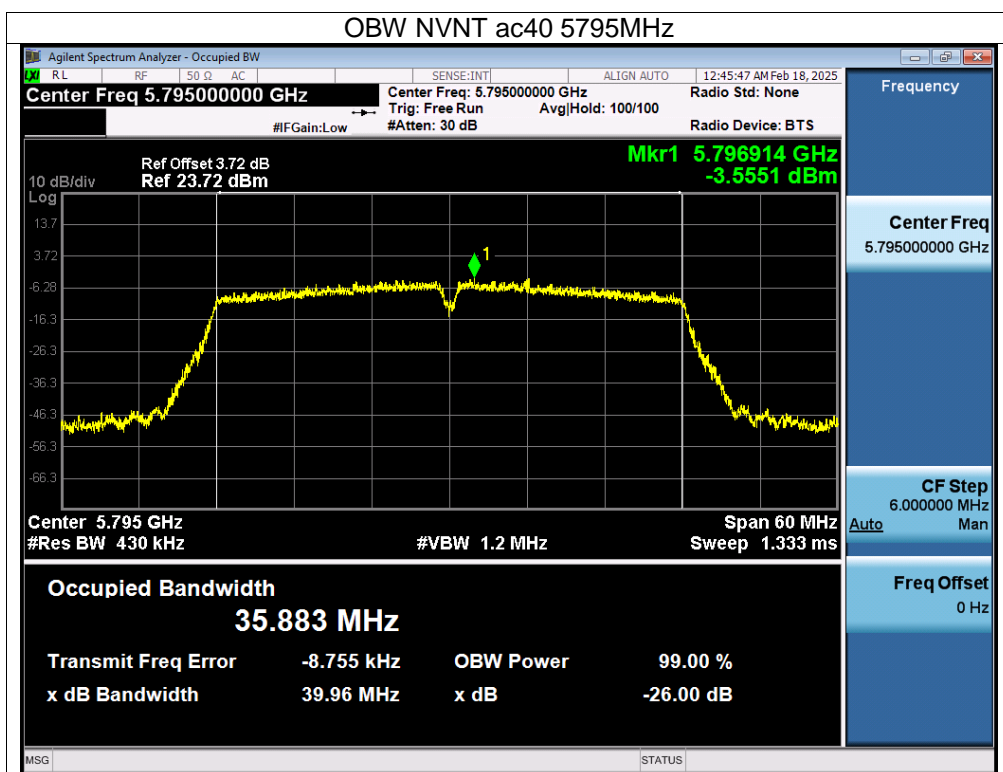 OBW NVNT ac40 5795MHz
Agilent Spectrum Analyzer - Occupied BW
LXI RL RF 50 Ω AC SENSE:INT ALIGN AUTO 12:45:47 AM Feb 18, 2025
Center Freq 5.795000000 GHz
Center Freq: 5.795000000 GHz
Radio Std: None
Trig: Free Run Avg|Hold: 100/100
#IFGain:Low #Atten: 30 dB Radio Device: BTS
Ref Offset 3.72 dB
Mkr1 5.796914 GHz
10 dB/div Ref 23.72 dBm -3.5551 dBm
Log
13.7
3.72
1
-6.28
-16.3
-26.3
-36.3
-46.3
-56.3
-66.3
Center 5.795 GHz Span 60 MHz
#Res BW 430 kHz #VBW 1.2 MHz Sweep 1.333 ms
Occupied Bandwidth
35.883 MHz
Transmit Freq Error -8.755 kHz OBW Power 99.00 %
x dB Bandwidth 39.96 MHz x dB -26.00 dB
MSG STATUS
Frequency
Center Freq
5.795000000 GHz
CF Step
6.000000 MHz
Auto Man
Freq Offset
0 Hz